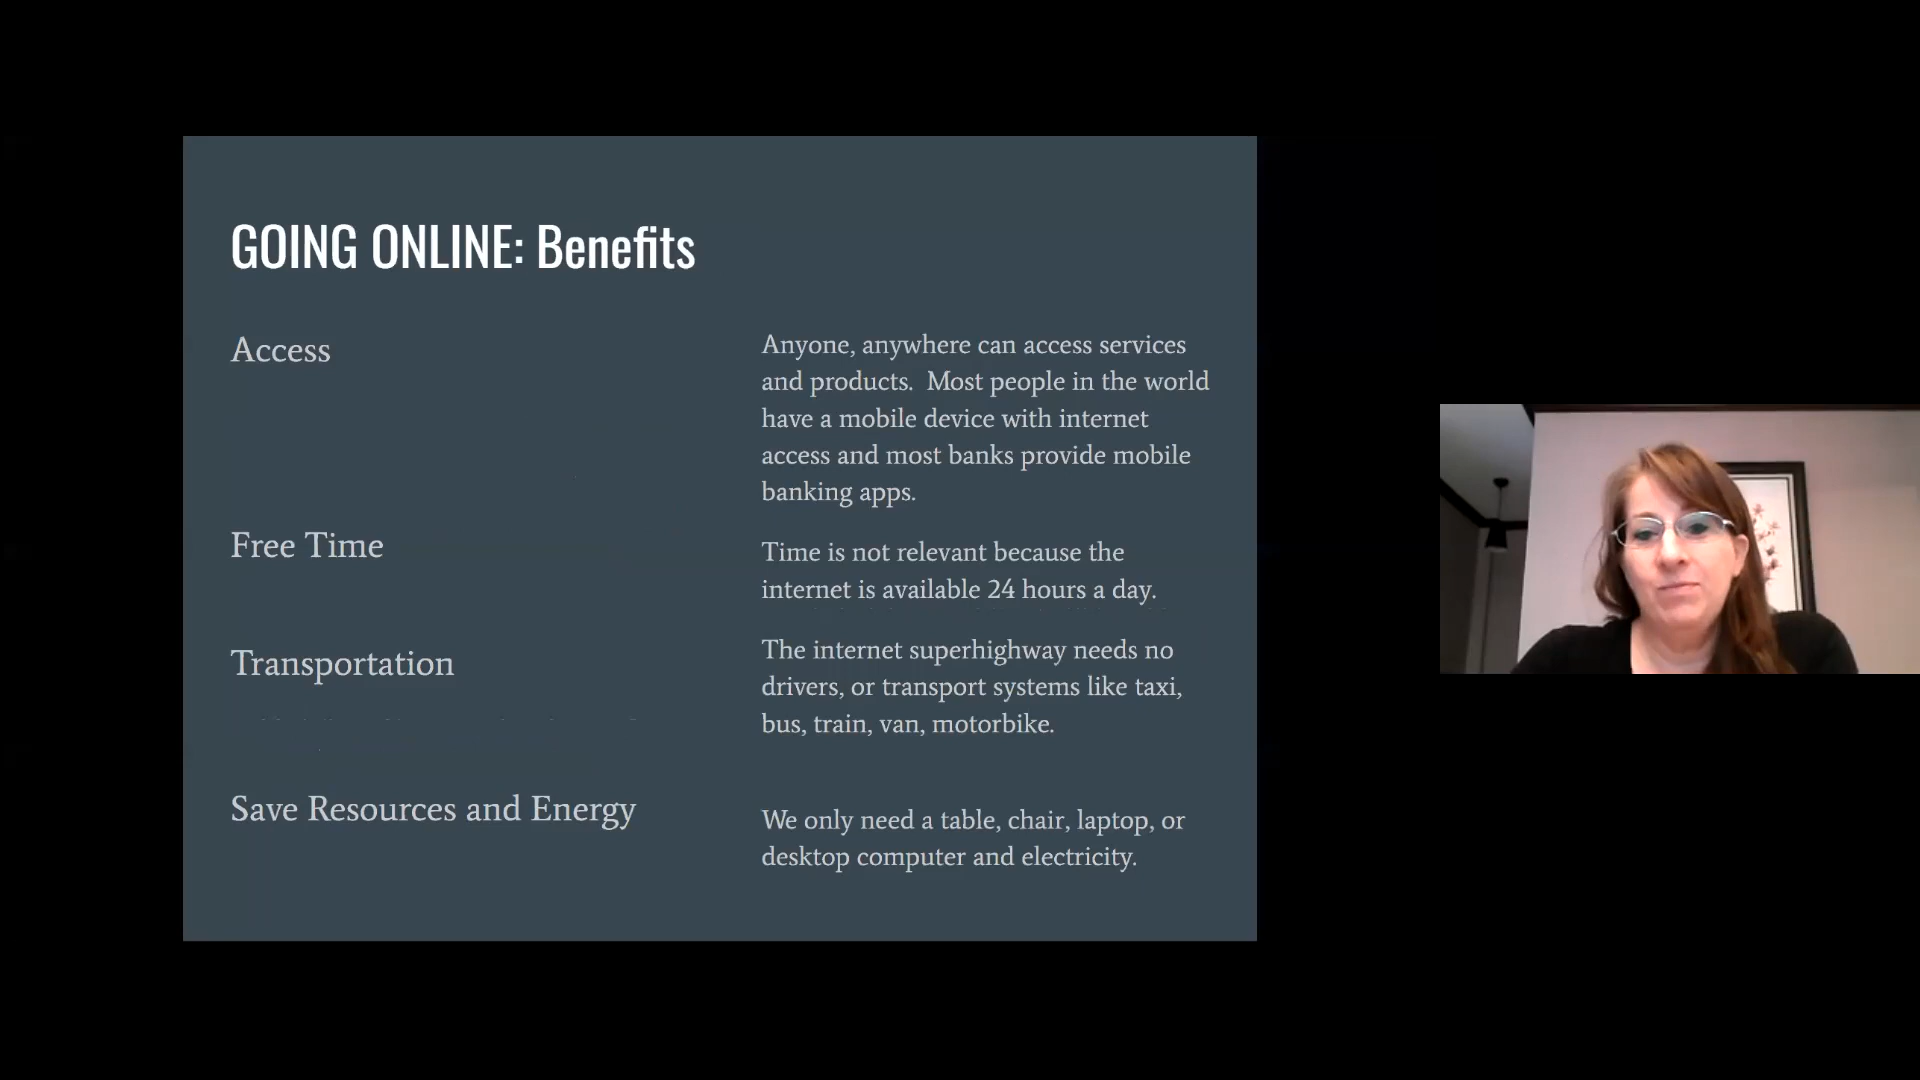 GOING ONLINE: Benefits
Access
Anyone, anywhere can access services
and products.  Most people in the world
have a mobile device with internet
access and most banks provide mobile
banking apps.
Free Time
Time is not relevant because the
internet is available 24 hours a day.
Transportation
The internet superhighway needs no
drivers, or transport systems like taxi,
bus, train, van, motorbike.
Save Resources and Energy
We only need a table, chair, laptop, or
desktop computer and electricity.